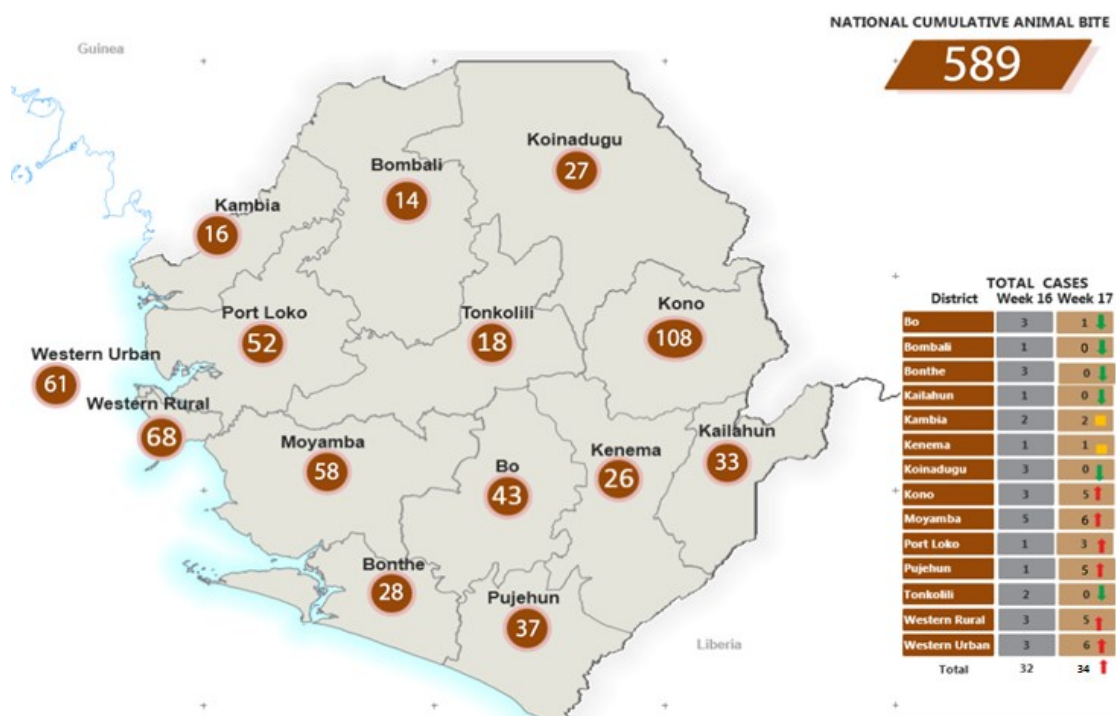 NATIONAL CUMULATIVE ANIMAL BITE
589
Guinea
Koinadugu
27
Bombali
14
Kambia
16
Port Loko
52
Tonkolili
18
Kono
108
Western Urban
61
Western Rural
68
Moyamba
58
Bo
43
Kenema
26
Kailahun
33
Bonthe
28
Pujehun
37
Liberia
TOTAL CASES
District Week 16 Week 17
Bo 3 1
Bombali 1 0
Bonthe 3 0
Kailahun 1 0
Kambia 2 2
Kenema 1 1
Koinadugu 3 0
Kono 3 5
Moyamba 5 6
Port Loko 1 3
Pujehun 1 5
Tonkolili 2 0
Western Rural 3 5
Western Urban 3 6
Total 32 34